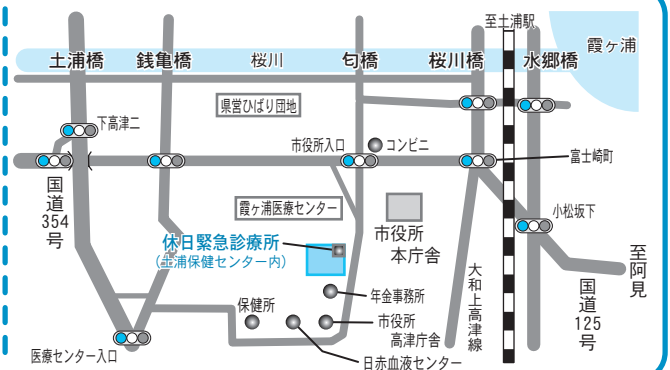 至土浦駅
霞ヶ浦
土浦橋
銭亀橋
桜川
匂橋
桜川橋
水郷橋
県営ひばり団地
下高津二
市役所入口
コンビニ
富士崎町
国道
354
号
霞ヶ浦医療センター
市役所
本庁舎
小松坂下
休日緊急診療所
(土浦保健センター内)
至阿見
大和上高津線
国道
125
号
年金事務所
保健所
市役所
高津庁舎
医療センター入口
日赤血液センター